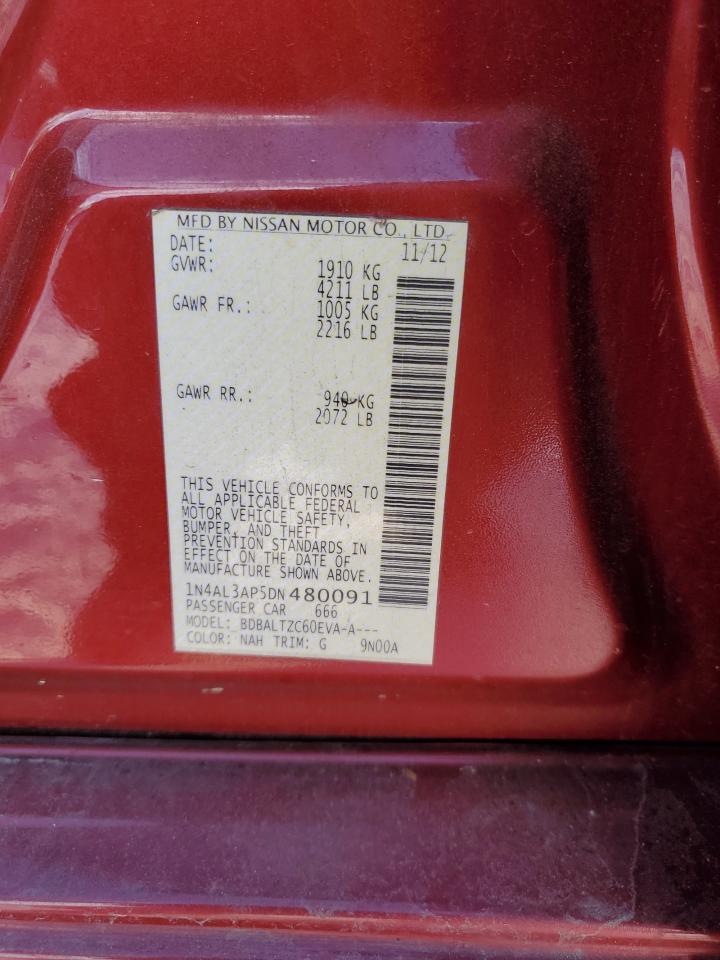 MFD BY NISSAN MOTOR CO., LTD.
DATE: 11/12
GVWR: 1910 KG
4211 LB
GAWR FR.: 1005 KG
2216 LB
GAWR RR.: 940 KG
2072 LB
THIS VEHICLE CONFORMS TO
ALL APPLICABLE FEDERAL
MOTOR VEHICLE SAFETY,
BUMPER, AND THEFT
PREVENTION STANDARDS IN
EFFECT ON THE DATE OF
MANUFACTURE SHOWN ABOVE.
1N4AL3AP5DN480091
PASSENGER CAR 666
MODEL: BDBALTZC60EVA-A---
COLOR: NAH TRIM: G 9N00A